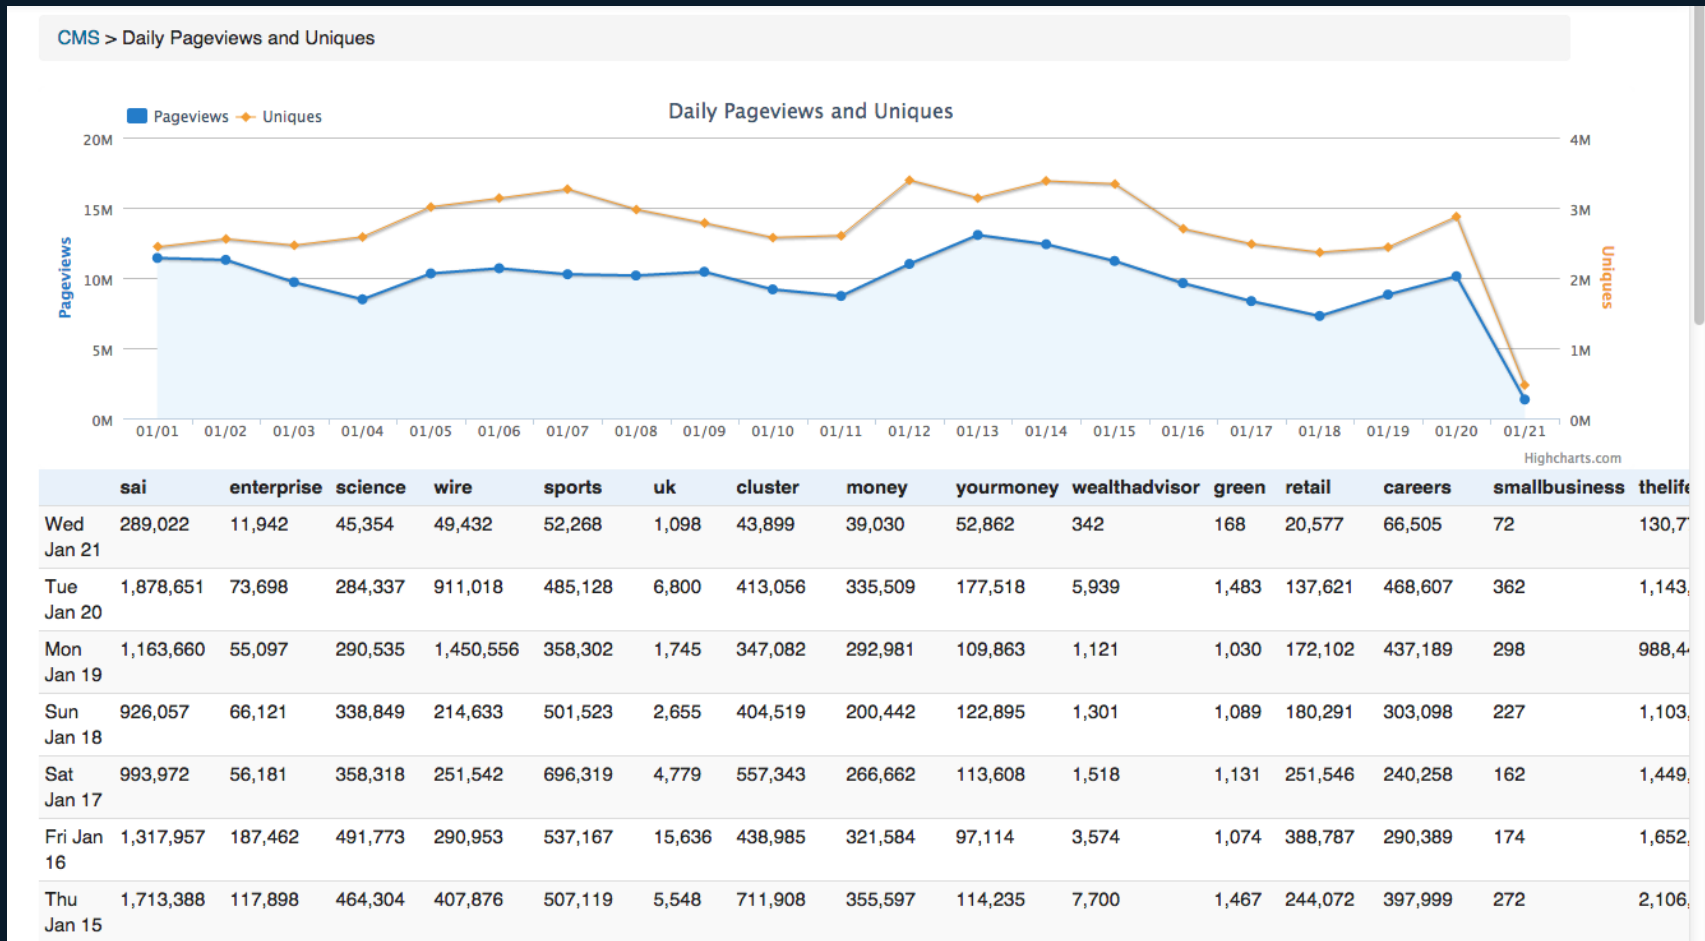 CMS > Daily Pageviews and Uniques
Daily Pageviews and Uniques
Pageviews Uniques
20M 4M
15M 3M
10M 2M
5M 1M
0M 0M
Pageviews
Uniques
01/01 01/02 01/03 01/04 01/05 01/06 01/07 01/08 01/09 01/10 01/11 01/12 01/13 01/14 01/15 01/16 01/17 01/18 01/19 01/20 01/21
Highcharts.com
sai enterprise science wire sports uk cluster money yourmoney wealthadvisor green retail careers smallbusiness
Wed 289,022 11,942 45,354 49,432 52,268 1,098 43,899 39,030 52,862 342 168 20,577 66,505 72
Jan 21
Tue 1,878,651 73,698 284,337 911,018 485,128 6,800 413,056 335,509 177,518 5,939 1,483 137,621 468,607 362
Jan 20
Mon 1,163,660 55,097 290,535 1,450,556 358,302 1,745 347,082 292,981 109,863 1,121 1,030 172,102 437,189 298
Jan 19
Sun 926,057 66,121 338,849 214,633 501,523 2,655 404,519 200,442 122,895 1,301 1,089 180,291 303,098 227
Jan 18
Sat 993,972 56,181 358,318 251,542 696,319 4,779 557,343 266,662 113,608 1,518 1,131 251,546 240,258 162
Jan 17
Fri Jan 1,317,957 187,462 491,773 290,953 537,167 15,636 438,985 321,584 97,114 3,574 1,074 388,787 290,389 174
16
Thu 1,713,388 117,898 464,304 407,876 507,119 5,548 711,908 355,597 114,235 7,700 1,467 244,072 397,999 272
Jan 15